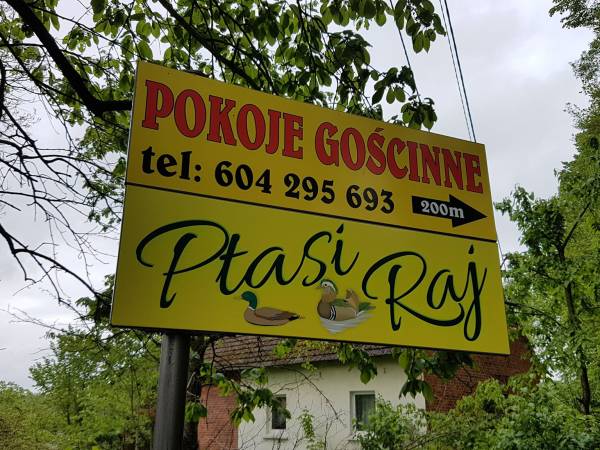 POKOJE GOŚCINNE
tel: 604 295 693
200m
Ptasi Raj